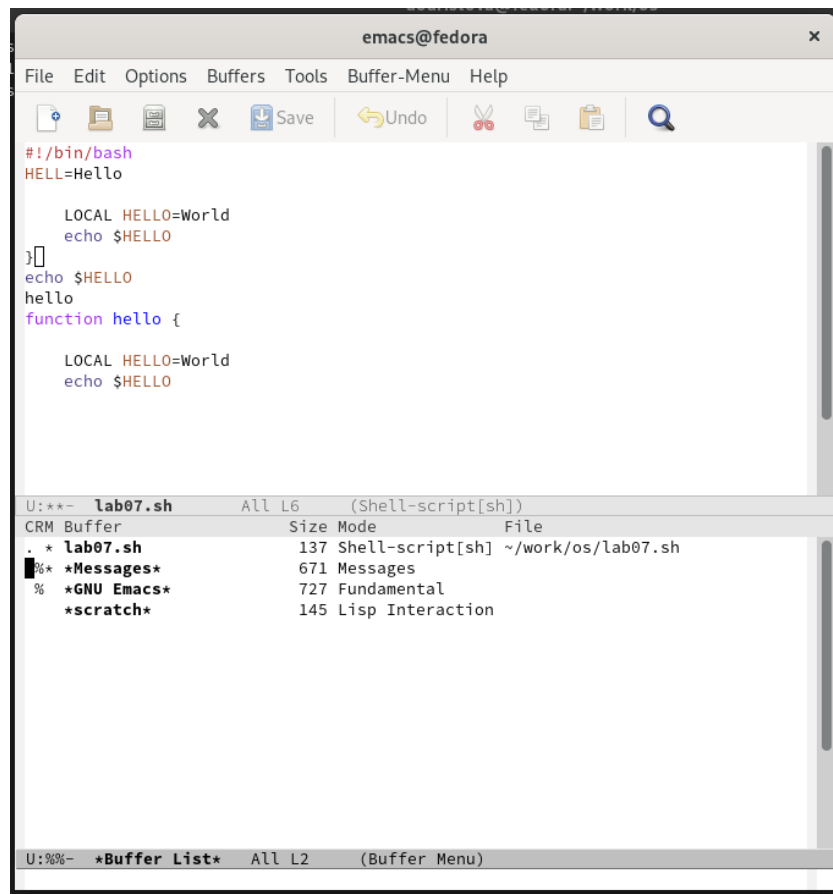 emacs@fedora ×
File Edit Options Buffers Tools Buffer-Menu Help
Save Undo
#!/bin/bash
HELL=Hello
LOCAL HELLO=World
echo $HELLO
}
echo $HELLO
hello
function hello {
LOCAL HELLO=World
echo $HELLO
U:**- lab07.sh All L6 (Shell-script[sh])
CRM Buffer Size Mode File
. * lab07.sh 137 Shell-script[sh] ~/work/os/lab07.sh
%* *Messages* 671 Messages
% *GNU Emacs* 727 Fundamental
*scratch* 145 Lisp Interaction
U:%%- *Buffer List* All L2 (Buffer Menu)